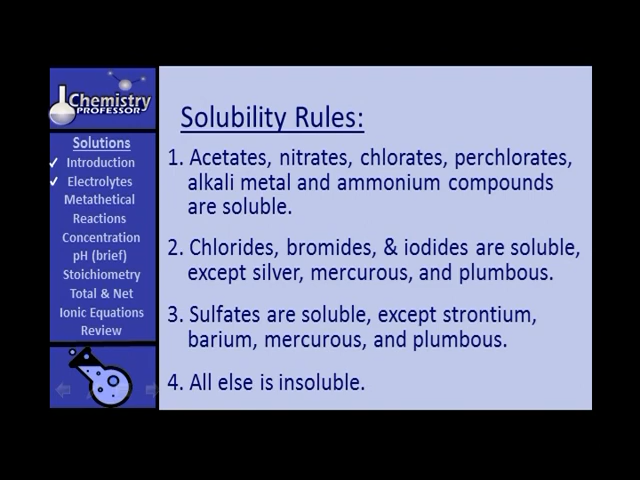 Chemistry
PROFESSOR
Solutions
Introduction
Electrolytes
Metathetical
Reactions
Concentration
pH (brief)
Stoichiometry
Total & Net
Ionic Equations
Review
Solubility Rules:
1. Acetates, nitrates, chlorates, perchlorates,
alkali metal and ammonium compounds
are soluble.
2. Chlorides, bromides, & iodides are soluble,
except silver, mercurous, and plumbous.
3. Sulfates are soluble, except strontium,
barium, mercurous, and plumbous.
4. All else is insoluble.